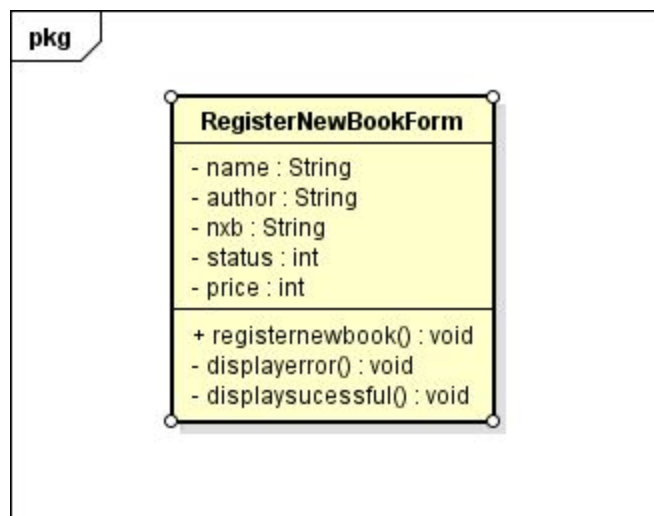 pkg
RegisterNewBookForm
- name : String
- author : String
- nxb : String
- status : int
- price : int
+ registernewbook() : void
- displayerror() : void
- displaysucessful() : void